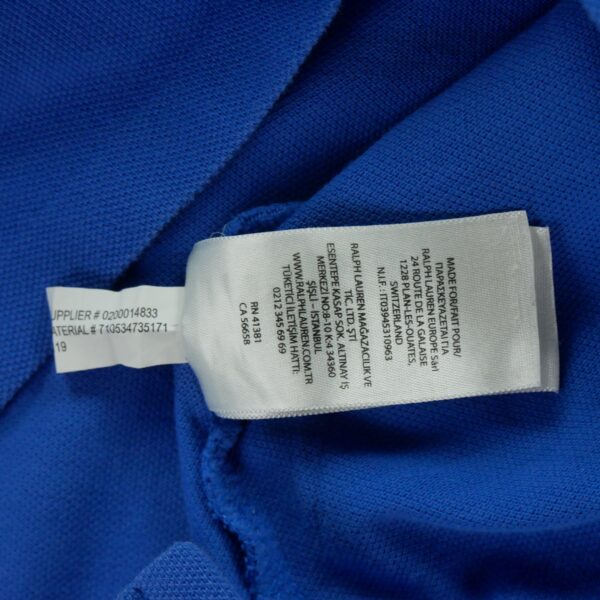 MADE FOR/FAIT POUR/
ΠΑΡΑΣΚΕΥΑΖΕΤΑΙ ΓΙΑ
RALPH LAUREN EUROPE Sàrl
24 ROUTE DE LA GALAISE
1228 PLAN-LES-OUATES,
SWITZERLAND
N.I.F.: IT03945310963
RALPH LAUREN MAĞAZACILIK VE
TİC. LTD. ŞTİ
ESENTEPE KASAP SOK. ALTINAY İŞ
MERKEZİ NO:8-10 K:4 34360
ŞİŞLİ - İSTANBUL
WWW.RALPHLAUREN.COM.TR
TÜKETİCİ İLETİŞİM HATTI:
0212 345 69 69
RN 41381
CA 56658
UPPLIER # 0200014833
ATERIAL # 710534735171
19